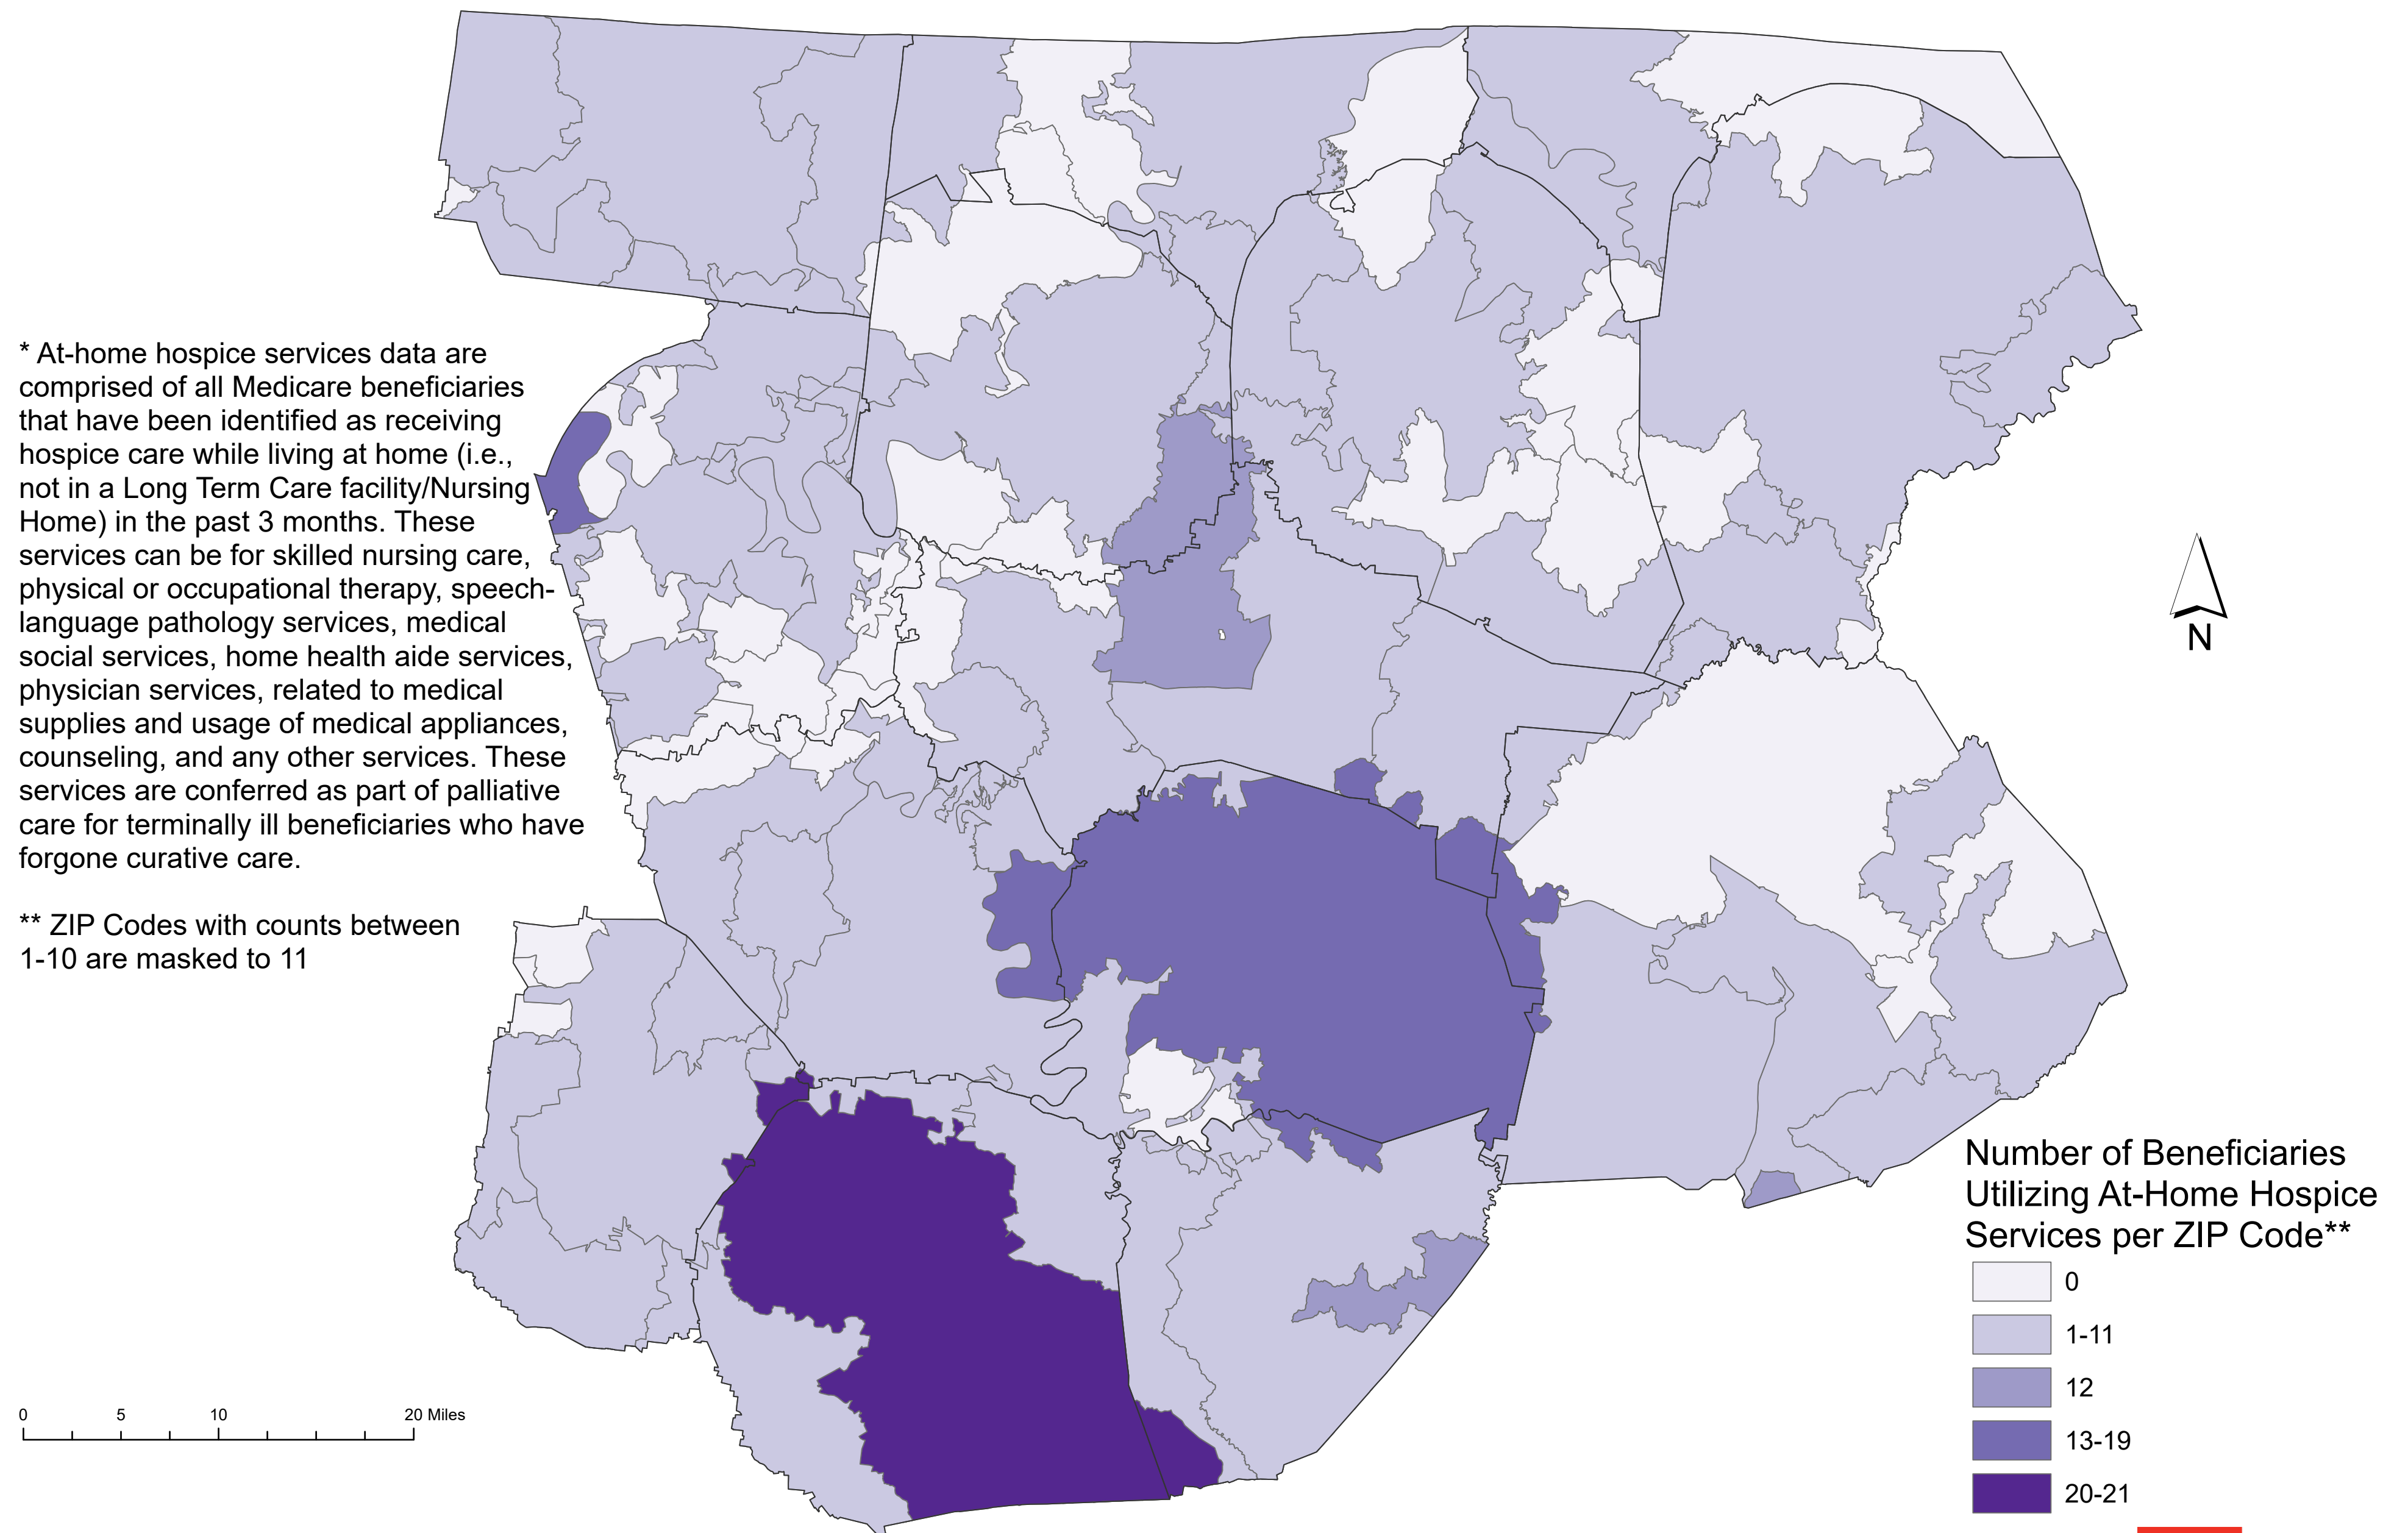 * At-home hospice services data are
comprised of all Medicare beneficiaries
that have been identified as receiving
hospice care while living at home (i.e.,
not in a Long Term Care facility/Nursing
Home) in the past 3 months. These
services can be for skilled nursing care,
physical or occupational therapy, speech-
language pathology services, medical
social services, home health aide services,
physician services, related to medical
supplies and usage of medical appliances,
counseling, and any other services. These
services are conferred as part of palliative
care for terminally ill beneficiaries who have
forgone curative care.
** ZIP Codes with counts between
1-10 are masked to 11
N
Number of Beneficiaries
Utilizing At-Home Hospice
Services per ZIP Code**
0
1-11
12
13-19
20-21
0 5 10 20 Miles